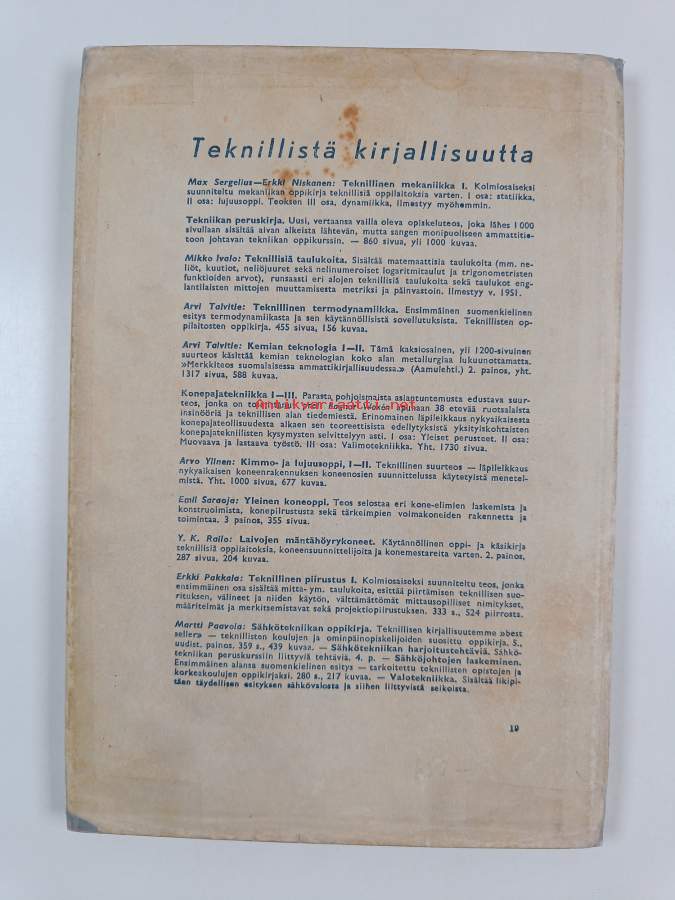 Teknillistä kirjallisuutta
Max Sergelius—Erkki Niskanen: Teknillinen mekaniikka I. Kolmiosaiseksi
suunniteltu mekaniikan oppikirja teknillisiä oppilaitoksia varten. I osa: statiikka,
II osa: lujuusoppi. Teoksen III osa, dynamiikka, ilmestyy myöhemmin.
Tekniikan peruskirja. Uusi, vertaansa vailla oleva opiskeluteos, joka lähes 1 000
sivullaan sisältää aivan alkeista lähtevän, mutta sangen monipuoliseen ammattitie-
toon johtavan tekniikan oppikurssin. — 860 sivua, yli 1000 kuvaa.
Mikko Ivalo: Teknillisiä taulukoita. Sisältää matemaattisia taulukoita (mm. ne-
liöt, kuutiot, neliöjuuret sekä nelinumeroiset logaritmitaulut ja trigonometristen
funktioiden arvot), runsaasti eri alojen teknillisiä taulukoita sekä taulukot eng-
lantilaisten mittojen muuttamisesta metriksi ja päinvastoin. Ilmestyy v. 1951.
Arvi Talvitie: Teknillinen termodynamiikka. Ensimmäinen suomenkielinen
esitys termodynamiikasta ja sen käytännöllisistä sovellutuksista. Teknillisten op-
pilaitosten oppikirja. 455 sivua, 156 kuvaa.
Arvi Talvitie: Kemian teknologia I—II. Tämä kaksiosainen, yli 1200-sivuinen
suurteos käsittää kemian teknologian koko alan metallurgiaa lukuunottamatta.
»Merkkiteos suomalaisessa ammattikirjallisuudessa.» (Aamulehti.) 2. painos, yht.
1317 sivua, 588 kuvaa.
Konepajatekniikka I—III. Parasta pohjoismaista asiantuntemusta edustava suur-
teos, jonka on toimittanut prof. Ragnar Woxén apunaan 38 etevää ruotsalaista
insinööriä ja teknillisen alan tiedemiestä. Erinomainen läpileikkaus nykyaikaisesta
konepajateollisuudesta alkaen sen teoreettisista edellytyksistä yksityiskohtaisten
konepajateknillisten kysymysten selvittelyyn asti. I osa: Yleiset perusteet. II osa:
Muovaava ja lastaava työstö. III osa: Valimotekniikka. Yht. 1730 sivua.
Antikvariaatti.net
Arvo Ylinen: Kimmo- ja lujuusoppi, I—II. Teknillinen suurteos — läpileikkaus
nykyaikaisen koneenrakennuksen koneenosien suunnittelussa käytetyistä menetel-
mistä. Yht. 1000 sivua, 677 kuvaa.
Emil Saraoja: Yleinen koneoppi. Teos selostaa eri kone-elimien laskemista ja
konstruoimista, konepiirustusta sekä tärkeimpien voimakoneiden rakennetta ja
toimintaa. 3 painos, 355 sivua.
Y. K. Railo: Laivojen mäntähöyrykoneet. Käytännöllinen oppi- ja käsikirja
teknillisiä oppilaitoksia, koneensuunnittelijoita ja konemestareita varten. 2. painos,
287 sivua, 204 kuvaa.
Erkki Pakkala: Teknillinen piirustus I. Kolmiosaiseksi suunniteltu teos, jonka
ensimmäinen osa sisältää mitta- ym. taulukoita, esittää piirtämisen teknillisen suo-
rituksen, välineet ja niiden käytön, välttämättömät mittausopilliset nimitykset,
määritelmät ja merkitsemistavat sekä projektiopiirustuksen. 333 s., 524 piirrosta.
Martti Paavola: Sähkötekniikan oppikirja. Teknillisen kirjallisuutemme »best
seller» — teknillisten koulujen ja ominpäinopiskelijoiden suosittu oppikirja. 5.,
uudist. painos, 359 s., 439 kuvaa. — Sähkötekniikan harjoitustehtäviä. Sähkö-
tekniikan peruskurssiin liittyviä tehtäviä. 4. p. — Sähköjohtojen laskeminen.
Ensimmäinen alansa suomenkielinen esitys — tarkoitettu teknillisten opistojen ja
korkeakoulujen oppikirjaksi. 280 s., 217 kuvaa. — Valotekniikka. Sisältää likipi-
täen täydellisen esityksen sähkövalosta ja siihen liittyvistä seikoista.
19